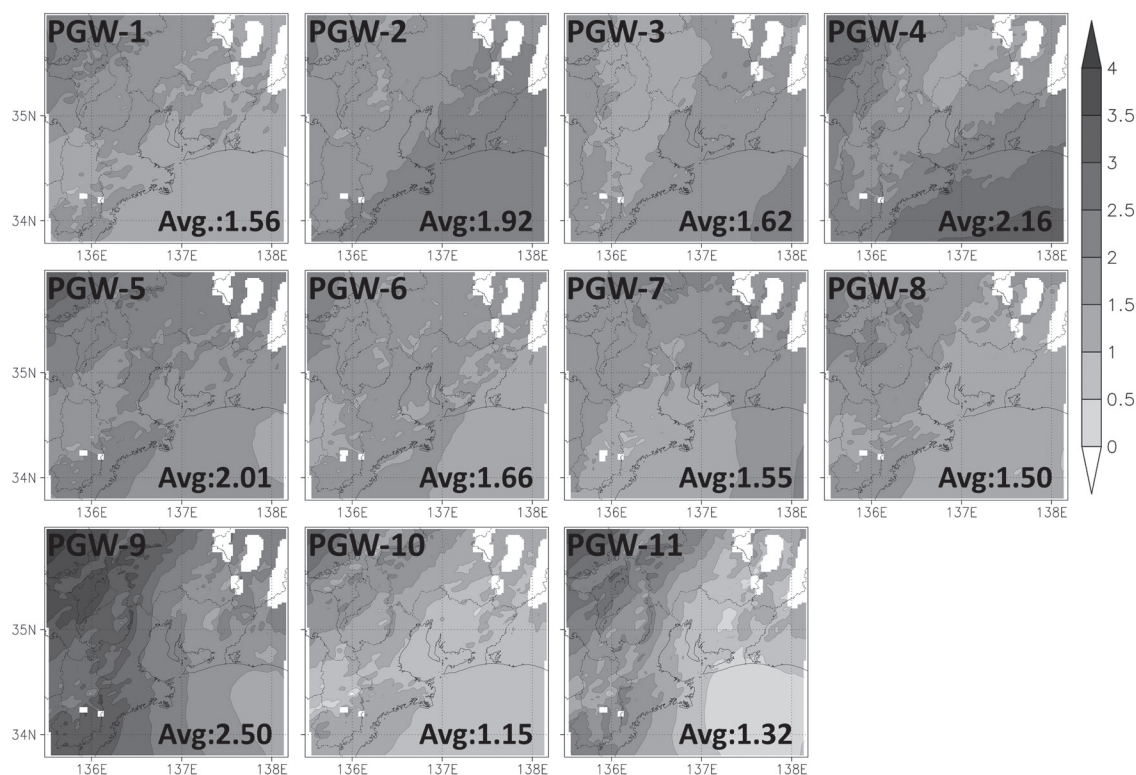 PGW-1 PGW-2 PGW-3 PGW-4
4
3.5
3
2.5
2
1.5
1
0.5
0
35N
34N
Avg.:1.56 Avg:1.92 Avg:1.62 Avg:2.16
136E 137E 138E 136E 137E 138E 136E 137E 138E 136E 137E 138E
PGW-5 PGW-6 PGW-7 PGW-8
35N
34N
Avg:2.01 Avg:1.66 Avg:1.55 Avg:1.50
136E 137E 138E 136E 137E 138E 136E 137E 138E 136E 137E 138E
PGW-9 PGW-10 PGW-11
35N
34N
Avg:2.50 Avg:1.15 Avg:1.32
136E 137E 138E 136E 137E 138E 136E 137E 138E